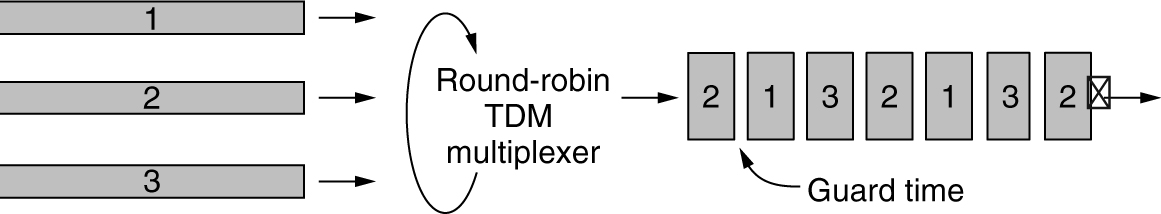 1
2
3
Round-robin
TDM
multiplexer
2 1 3 2 1 3 2
Guard time